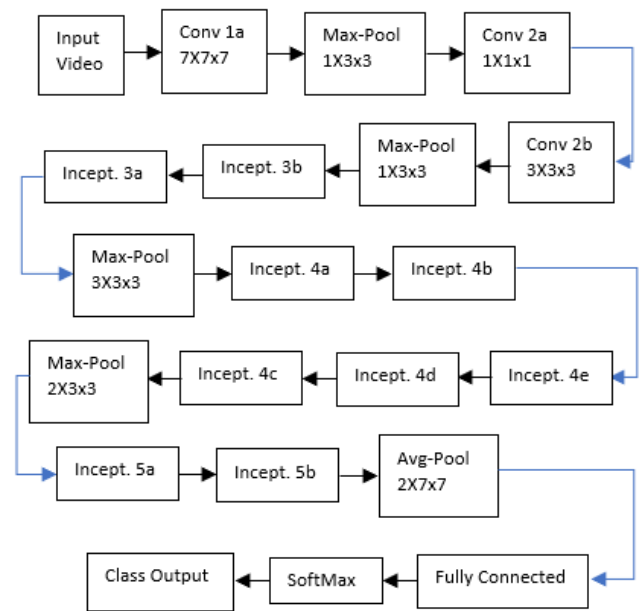 Input
Video
Conv 1a
7X7x7
Max-Pool
1X3x3
Conv 2a
1X1x1
Conv 2b
3X3x3
Max-Pool
1X3x3
Incept. 3b
Incept. 3a
Max-Pool
3X3x3
Incept. 4a
Incept. 4b
Incept. 4e
Incept. 4d
Incept. 4c
Max-Pool
2X3x3
Incept. 5a
Incept. 5b
Avg-Pool
2X7x7
Fully Connected
SoftMax
Class Output